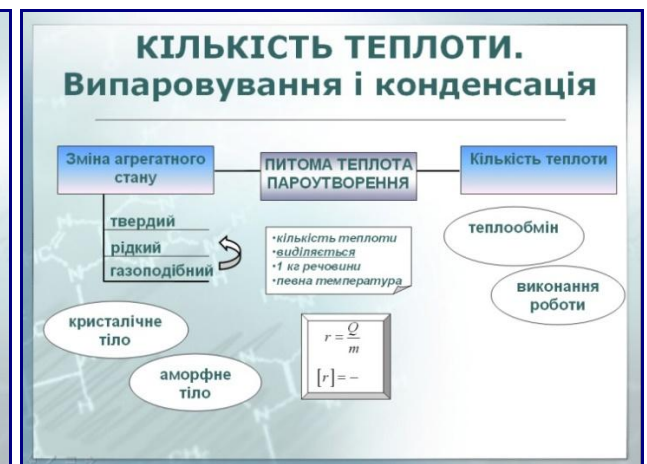 КІЛЬКІСТЬ ТЕПЛОТИ.
Випаровування і конденсація
Зміна агрегатного
стану
ПИТОМА ТЕПЛОТА
ПАРОУТВОРЕННЯ
Кількість теплоти
твердий
рідкий
газоподібний
•кількість теплоти
•виділяється
•1 кг речовини
•певна температура
теплообмін
виконання
роботи
кристалічне
тіло
аморфне
тіло
r = Q/m
[r] = −